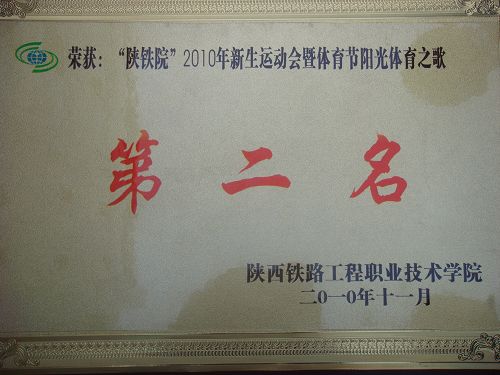 荣获：“陕铁院”2010年新生运动会暨体育节阳光体育之歌
第二名
陕西铁路工程职业技术学院
二0一0年十一月